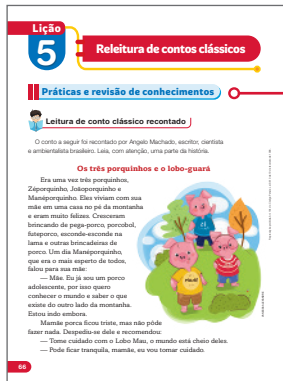 Lição
5
Releitura de contos clássicos
Práticas e revisão de conhecimentos
Leitura de conto clássico recontado
O conto a seguir foi recontado por Angelo Machado, escritor, cientista
e ambientalista brasileiro. Leia, com atenção, uma parte da história.
Os três porquinhos e o lobo-guará
Era uma vez três porquinhos,
Zéporquinho, Joãoporquinho e
Manéporquinho. Eles viviam com sua
mãe em uma casa no pé da montanha
e eram muito felizes. Cresceram
brincando de pega-porco, porcobol,
futeporco, esconde-esconde na
lama e outras brincadeiras de
porco. Um dia Manéporquinho,
que era o mais esperto de todos,
falou para sua mãe:
— Mãe. Eu já sou um porco
adolescente, por isso quero
conhecer o mundo e saber o que
existe do outro lado da montanha.
Estou indo embora.
Mamãe porca ficou triste, mas não pôde
fazer nada. Despediu-se dele e recomendou:
— Tome cuidado com o Lobo Mau, o mundo está cheio deles.
— Pode ficar tranquila, mamãe, eu vou tomar cuidado.
66